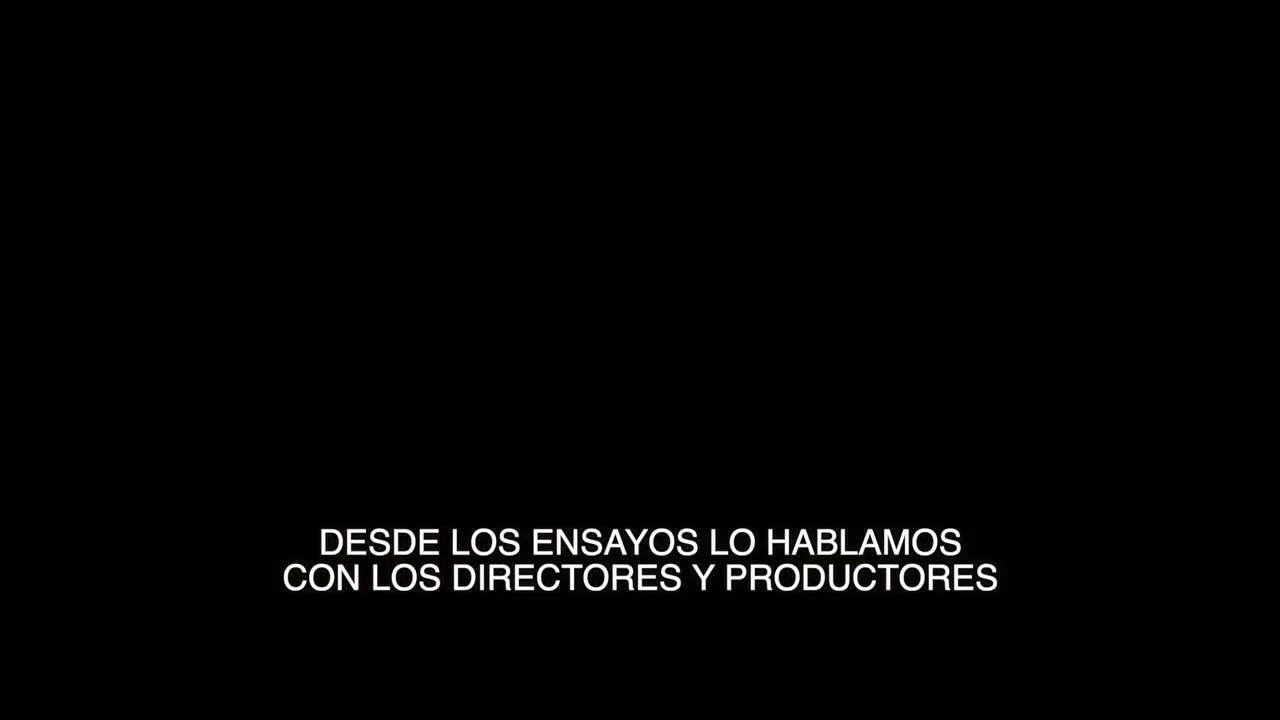 DESDE LOS ENSAYOS LO HABLAMOS
CON LOS DIRECTORES Y PRODUCTORES